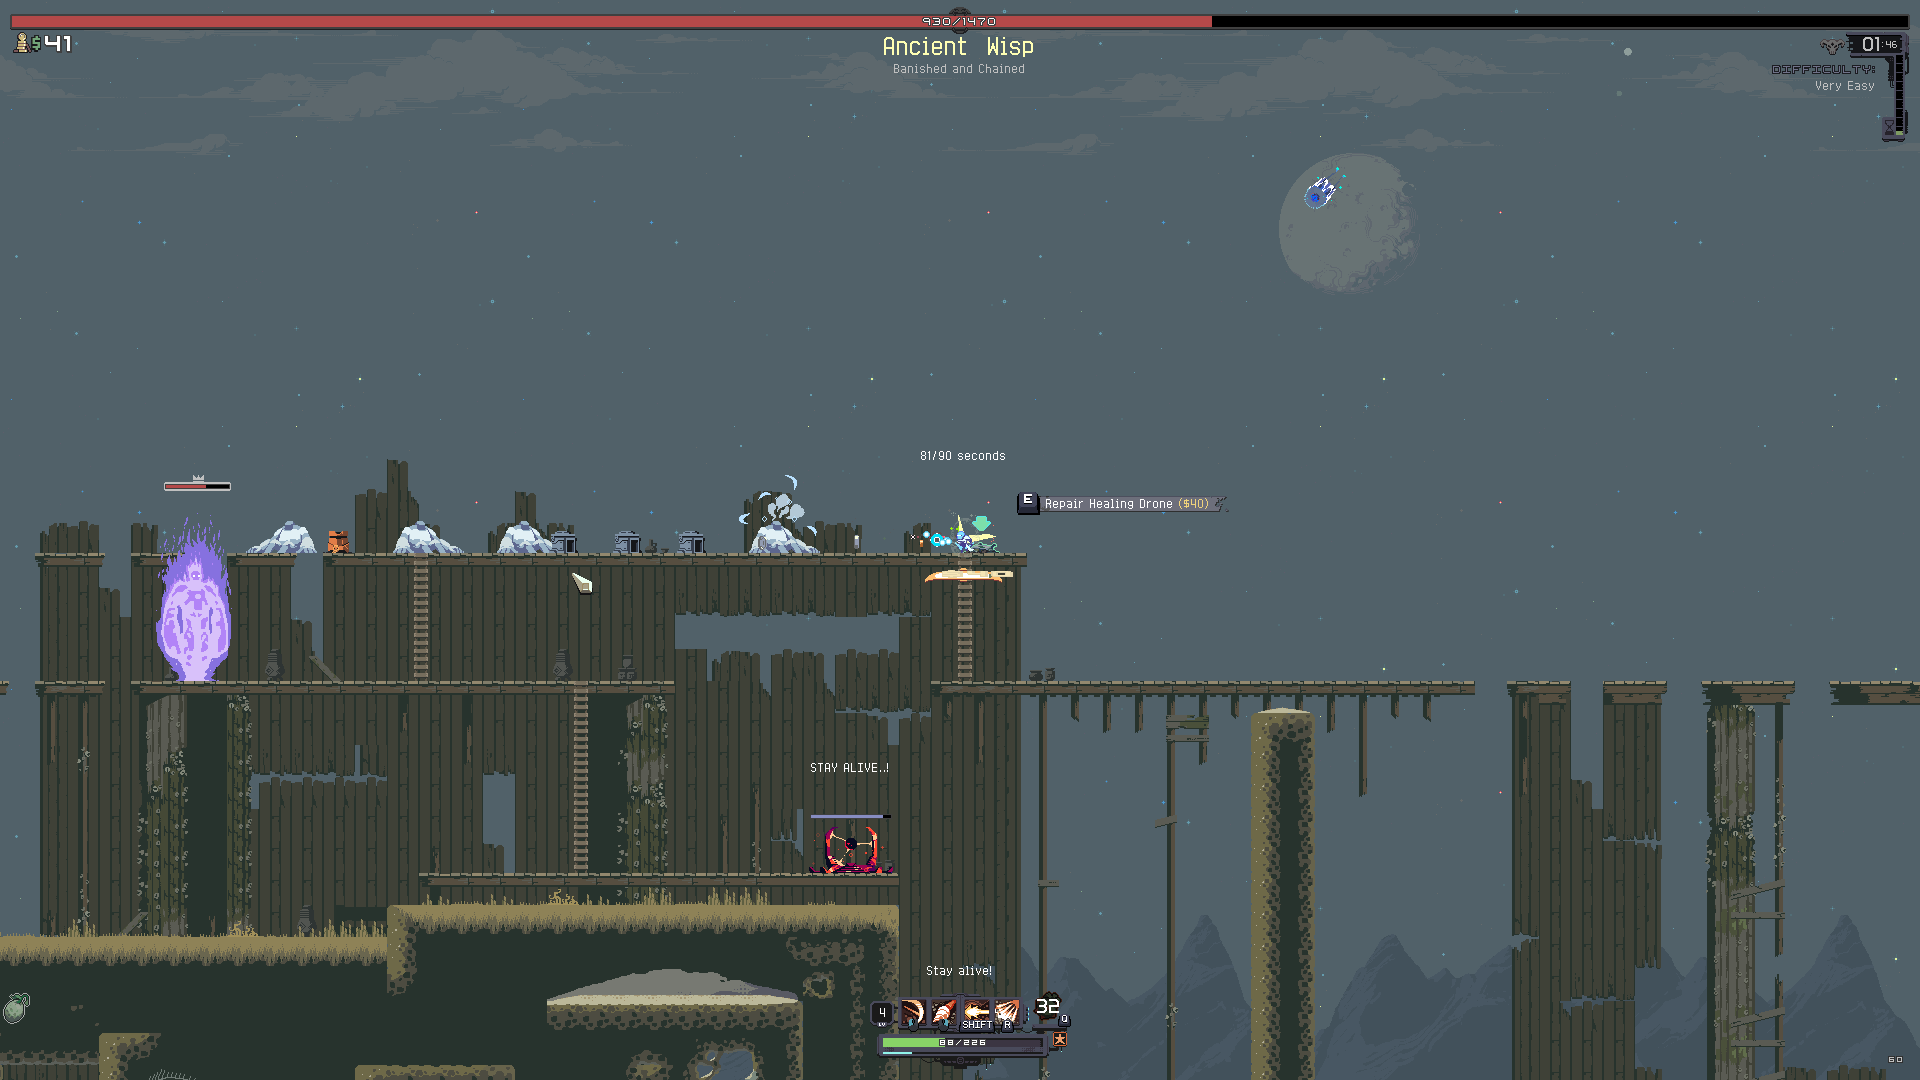 930/1470
$41
Ancient Wisp
Banished and Chained
01:46
DIFFICULTY:
Very Easy
81/90 seconds
E Repair Healing Drone ($40)
STAY ALIVE..!
Stay alive!
4
SHIFT
R
32
Q
88/226
60